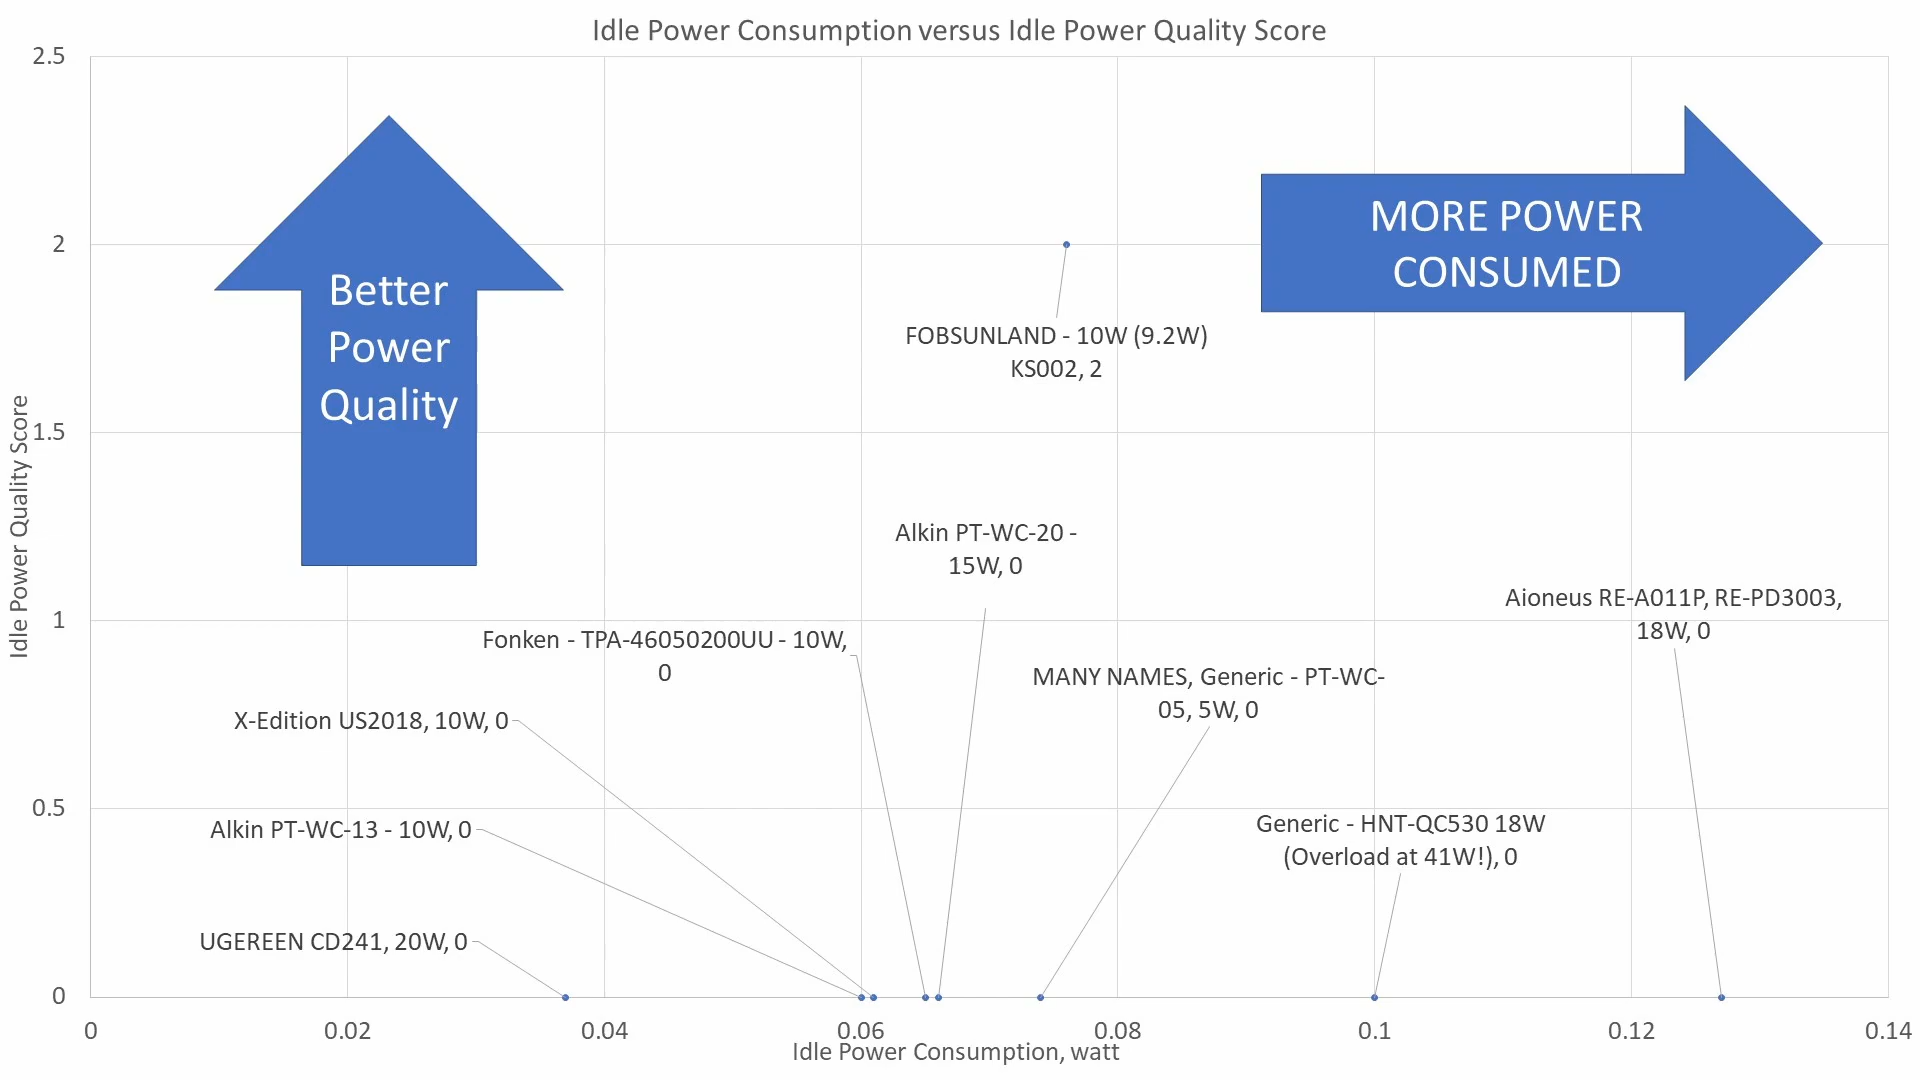 Idle Power Consumption versus Idle Power Quality Score
2.5
2
1.5
1
0.5
0
Idle Power Quality Score
Better
Power
Quality
MORE POWER
CONSUMED
FOBSUNLAND - 10W (9.2W)
KS002, 2
Alkin PT-WC-20 -
15W, 0
Aioneus RE-A011P, RE-PD3003,
18W, 0
Fonken - TPA-46050200UU - 10W,
0
MANY NAMES, Generic - PT-WC-
05, 5W, 0
X-Edition US2018, 10W, 0
Alkin PT-WC-13 - 10W, 0
Generic - HNT-QC530 18W
(Overload at 41W!), 0
UGEREEN CD241, 20W, 0
0 0.02 0.04 0.06 0.08 0.1 0.12 0.14
Idle Power Consumption, watt